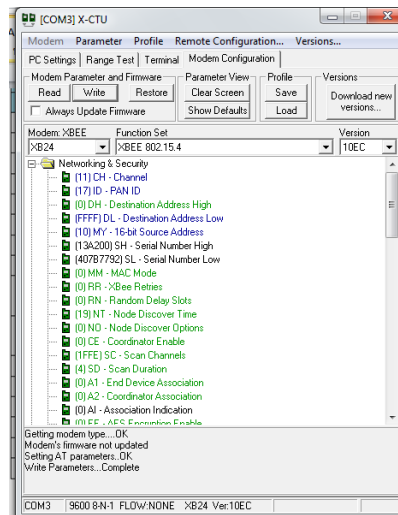 [COM3] X-CTU
Modem Parameter Profile Remote Configuration... Versions...
PC Settings Range Test Terminal Modem Configuration
Modem Parameter and Firmware Parameter View Profile Versions
Read Write Restore Clear Screen Save Download new versions...
Always Update Firmware Show Defaults Load
Modem: XBEE Function Set Version
XB24 XBEE 802.15.4 10EC
Networking & Security
(11) CH - Channel
(17) ID - PAN ID
(0) DH - Destination Address High
(FFFF) DL - Destination Address Low
(10) MY - 16-bit Source Address
(13A200) SH - Serial Number High
(407B7792) SL - Serial Number Low
(0) MM - MAC Mode
(0) RR - XBee Retries
(0) RN - Random Delay Slots
(19) NT - Node Discover Time
(0) NO - Node Discover Options
(0) CE - Coordinator Enable
(1FFE) SC - Scan Channels
(4) SD - Scan Duration
(0) A1 - End Device Association
(0) A2 - Coordinator Association
(0) AI - Association Indication
(0) EE - AES Encryption Enable
Getting modem type....OK
Modem's firmware not updated
Setting AT parameters..OK
Write Parameters...Complete
COM3 9600 8-N-1 FLOW:NONE XB24 Ver:10EC